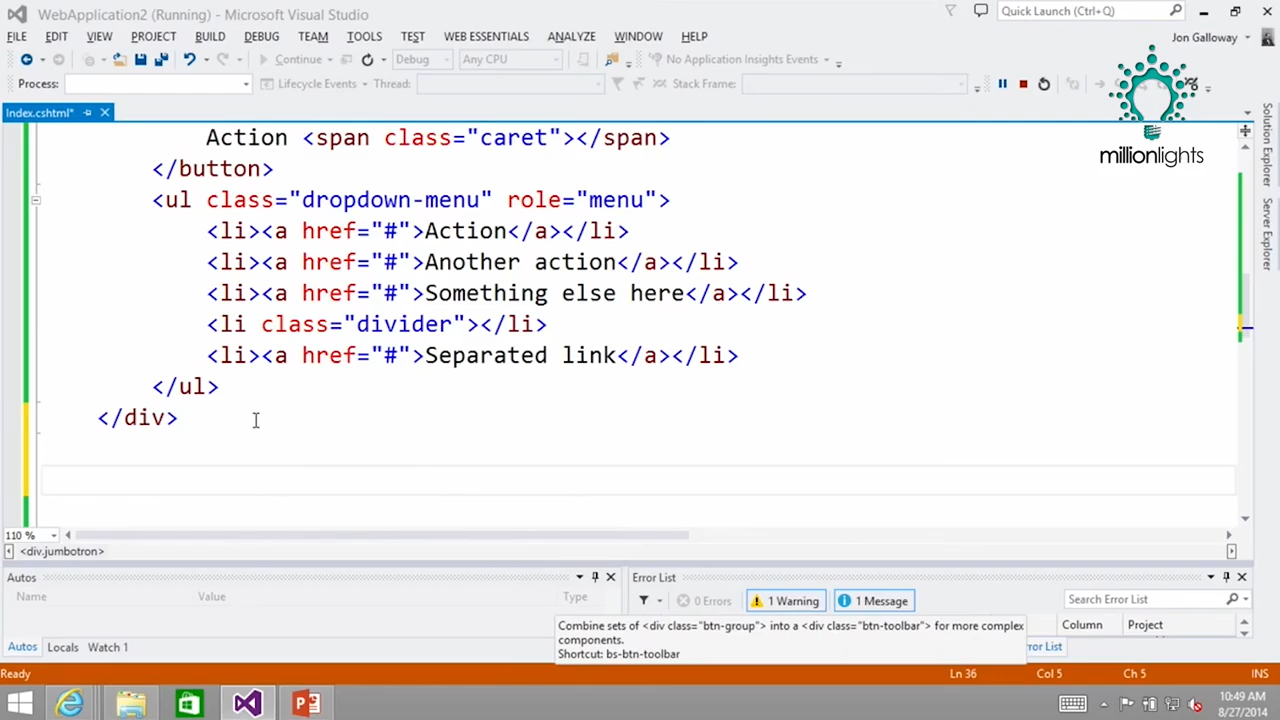 WebApplication2 (Running) - Microsoft Visual Studio
Quick Launch (Ctrl+Q)
FILE EDIT VIEW PROJECT BUILD DEBUG TEAM TOOLS TEST WEB ESSENTIALS ANALYZE WINDOW HELP
Jon Galloway
Continue Debug Any CPU No Application Insights Events
Process: Lifecycle Events Thread: Stack Frame:
Index.cshtml*
millionlights
Action <span class="caret"></span>
</button>
<ul class="dropdown-menu" role="menu">
<li><a href="#">Action</a></li>
<li><a href="#">Another action</a></li>
<li><a href="#">Something else here</a></li>
<li class="divider"></li>
<li><a href="#">Separated link</a></li>
</ul>
</div>
Solution Explorer
Server Explorer
110 %
<div.jumbotron>
Autos
Name Value Type
Error List
0 Errors 1 Warning 1 Message Search Error List
Column Project
Combine sets of <div class="btn-group"> into a <div class="btn-toolbar"> for more complex
components.
Shortcut: bs-btn-toolbar
Autos Locals Watch 1
ror List
Ready Ln 36 Col 5 Ch 5 INS
10:49 AM
8/27/2014